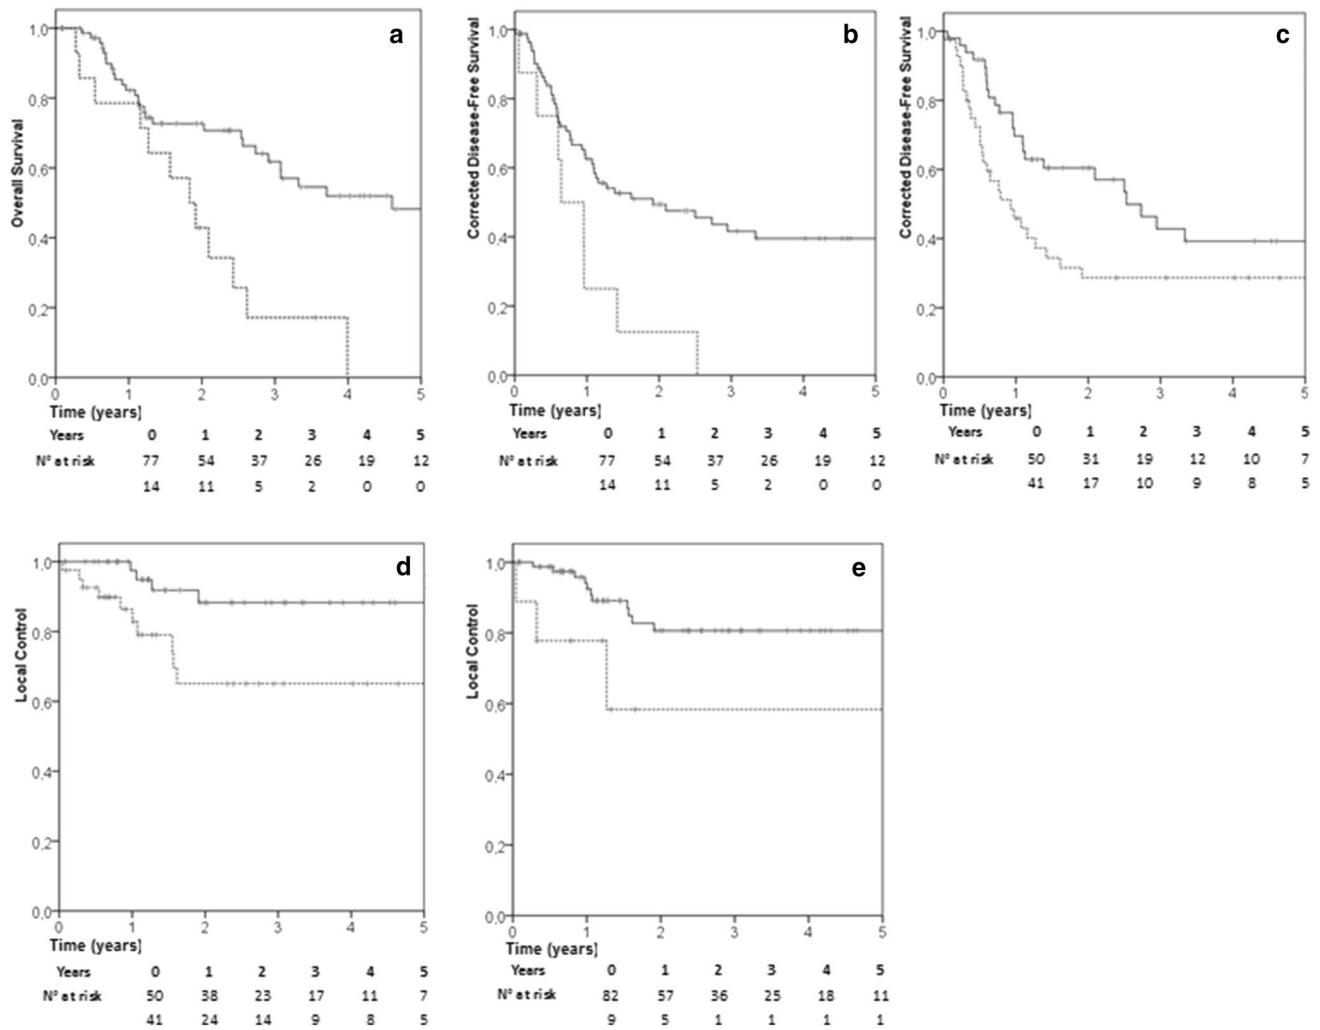 a
Overall Survival
1,0
0,8
0,6
0,4
0,2
0,0
0 1 2 3 4 5
Time (years)
Years 0 1 2 3 4 5
N° at risk 77 54 37 26 19 12
14 11 5 2 0 0
b
Corrected Disease-Free Survival
1,0
0,8
0,6
0,4
0,2
0,0
0 1 2 3 4 5
Time (years)
Years 0 1 2 3 4 5
N° at risk 77 54 37 26 19 12
14 11 5 2 0 0
c
Corrected Disease-Free Survival
1,0
0,8
0,6
0,4
0,2
0,0
0 1 2 3 4 5
Time (years)
Years 0 1 2 3 4 5
N° at risk 50 31 19 12 10 7
41 17 10 9 8 5
d
Local Control
1,0
0,8
0,6
0,4
0,2
0,0
0 1 2 3 4 5
Time (years)
Years 0 1 2 3 4 5
N° at risk 50 38 23 17 11 7
41 24 14 9 8 5
e
Local Control
1,0
0,8
0,6
0,4
0,2
0,0
0 1 2 3 4 5
Time (years)
Years 0 1 2 3 4 5
N° at risk 82 57 36 25 18 11
9 5 1 1 1 1